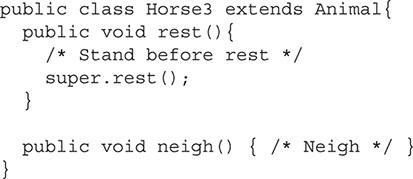 public class Horse3 extends Animal{
  public void rest(){
    /* Stand before rest */
    super.rest();
  }

  public void neigh() { /* Neigh */ }
}